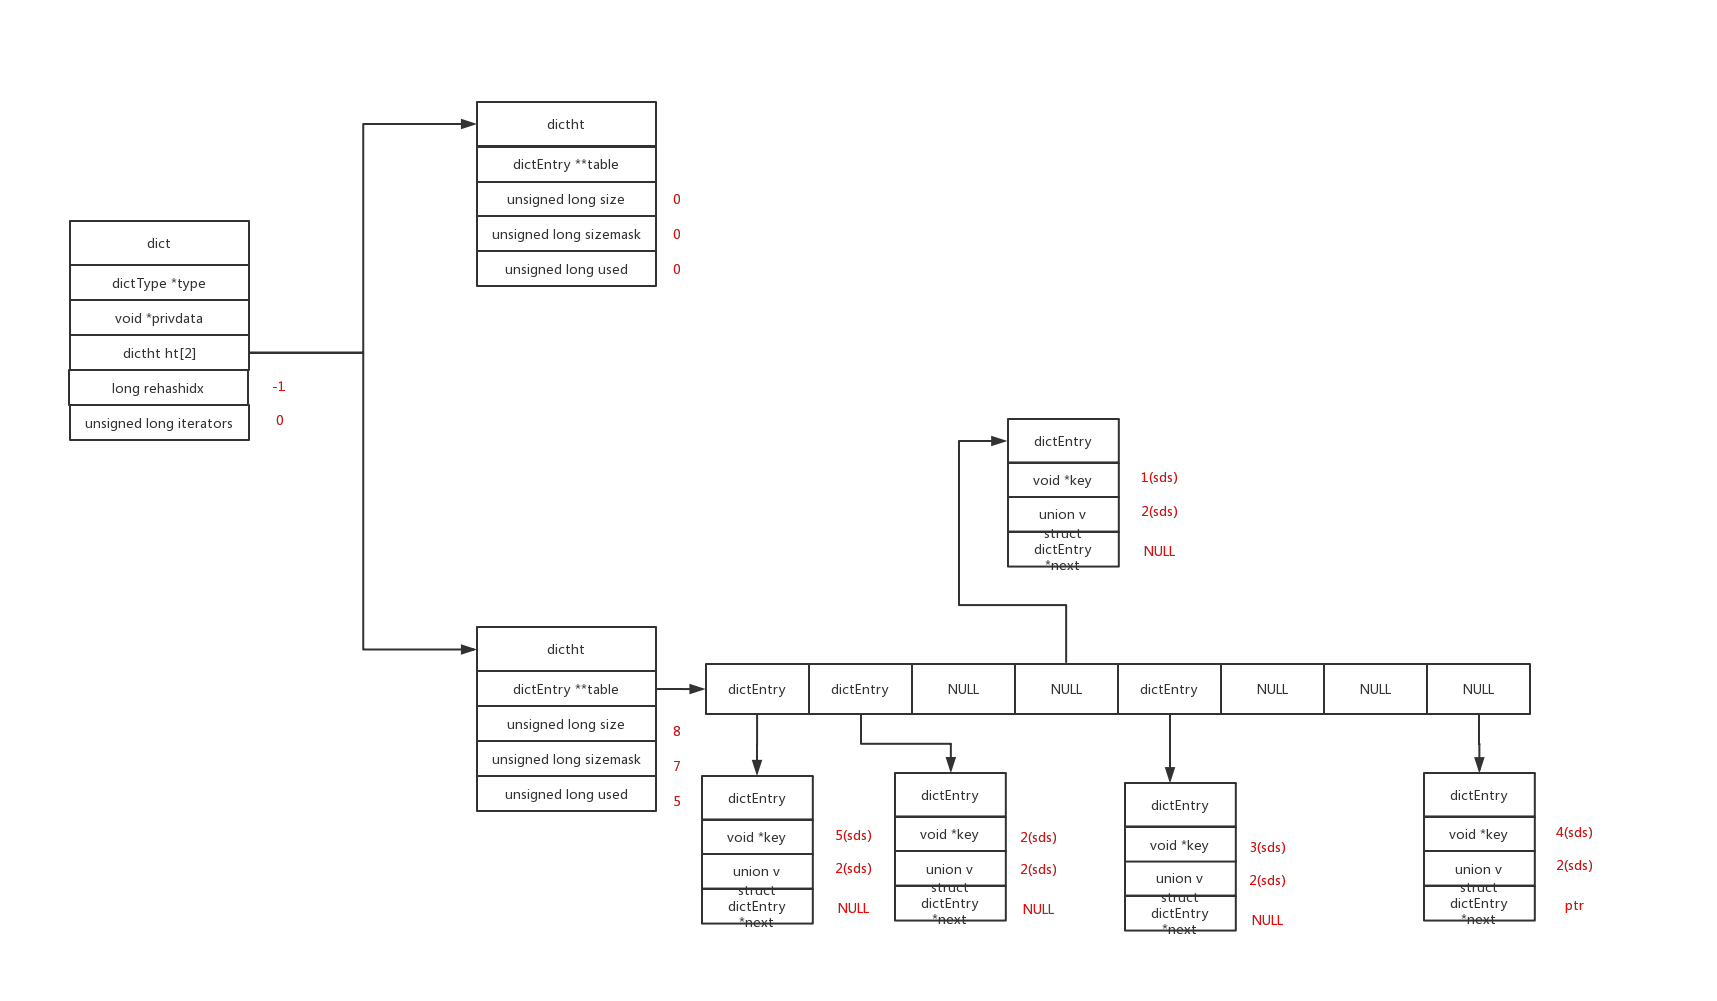 dict
dictType *type
void *privdata
dictht ht[2]
long rehashidx
-1
unsigned long iterators
0
dictht
dictEntry **table
unsigned long size
0
unsigned long sizemask
0
unsigned long used
0
dictEntry
void *key
1(sds)
union v
2(sds)
struct
dictEntry
*next
NULL
dictht
dictEntry **table
unsigned long size
8
unsigned long sizemask
7
unsigned long used
5
dictEntry
dictEntry
NULL
NULL
dictEntry
NULL
NULL
NULL
dictEntry
void *key
5(sds)
union v
2(sds)
struct
dictEntry
*next
NULL
dictEntry
void *key
2(sds)
union v
2(sds)
struct
dictEntry
*next
NULL
dictEntry
void *key
3(sds)
union v
2(sds)
struct
dictEntry
*next
NULL
dictEntry
void *key
4(sds)
union v
2(sds)
struct
dictEntry
*next
ptr